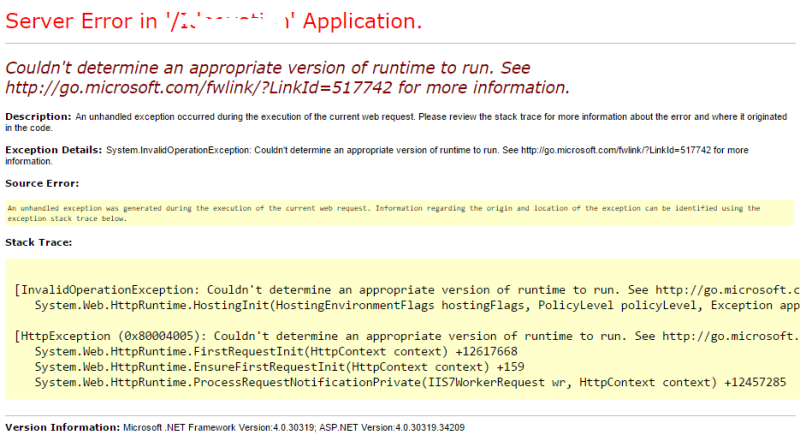 Server Error in '/ ' Application.
Couldn't determine an appropriate version of runtime to run. See
http://go.microsoft.com/fwlink/?LinkId=517742 for more information.
Description: An unhandled exception occurred during the execution of the current web request. Please review the stack trace for more information about the error and where it originated
in the code.
Exception Details: System.InvalidOperationException: Couldn't determine an appropriate version of runtime to run. See http://go.microsoft.com/fwlink/?LinkId=517742 for more
information.
Source Error:
An unhandled exception was generated during the execution of the current web request. Information regarding the origin and location of the exception can be identified using the
exception stack trace below.
Stack Trace:
[InvalidOperationException: Couldn't determine an appropriate version of runtime to run. See http://go.microsoft.c
System.Web.HttpRuntime.HostingInit(HostingEnvironmentFlags hostingFlags, PolicyLevel policyLevel, Exception app
[HttpException (0x80004005): Couldn't determine an appropriate version of runtime to run. See http://go.microsoft.
System.Web.HttpRuntime.FirstRequestInit(HttpContext context) +12617668
System.Web.HttpRuntime.EnsureFirstRequestInit(HttpContext context) +159
System.Web.HttpRuntime.ProcessRequestNotificationPrivate(IIS7WorkerRequest wr, HttpContext context) +12457285
Version Information: Microsoft .NET Framework Version:4.0.30319; ASP.NET Version:4.0.30319.34209